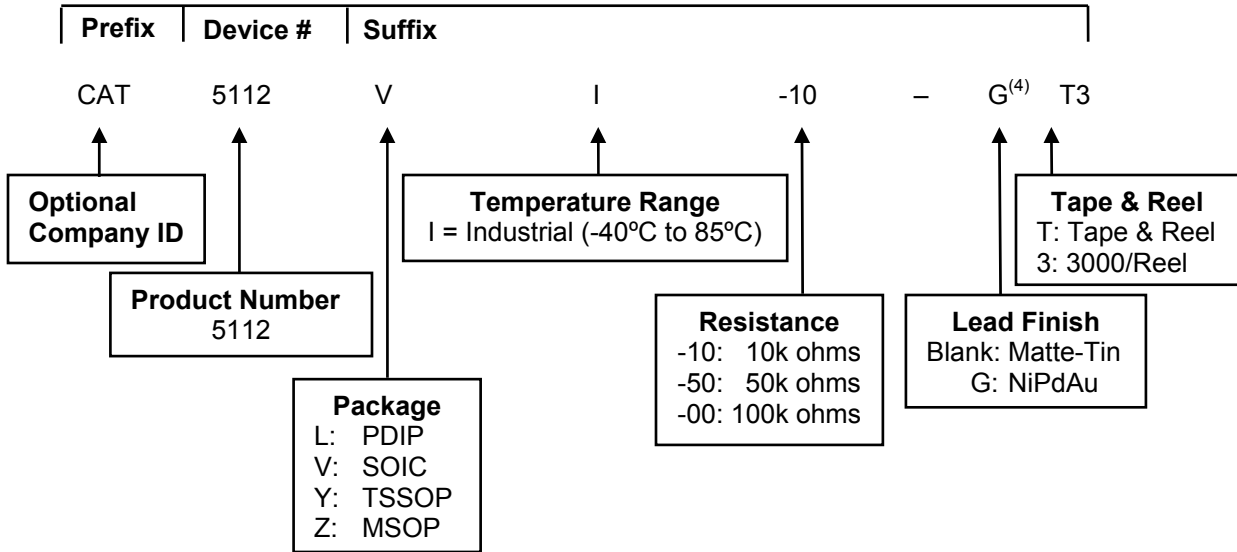 Prefix Device # Suffix
CAT 5112 V I -10 – G(4) T3
Optional
Company ID
Product Number
5112
Package
L: PDIP
V: SOIC
Y: TSSOP
Z: MSOP
Temperature Range
I = Industrial (-40ºC to 85ºC)
Resistance
-10: 10k ohms
-50: 50k ohms
-00: 100k ohms
Lead Finish
Blank: Matte-Tin
G: NiPdAu
Tape & Reel
T: Tape & Reel
3: 3000/Reel